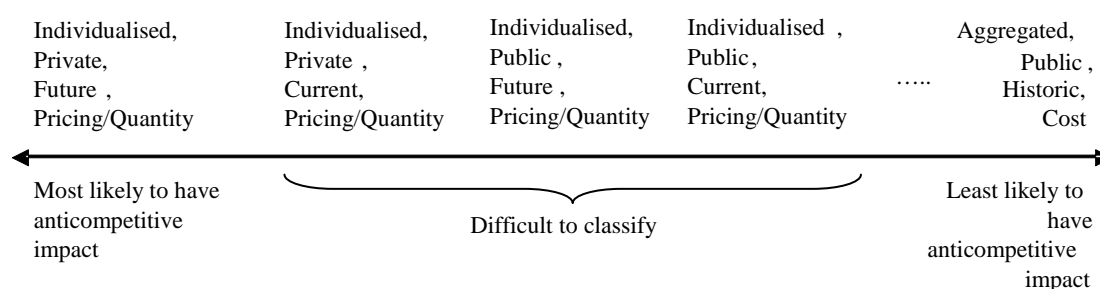 Individualised,
Private,
Future ,
Pricing/Quantity
Individualised,
Private ,
Current,
Pricing/Quantity
Individualised,
Public ,
Future ,
Pricing/Quantity
Individualised ,
Public,
Current,
Pricing/Quantity
…..
Aggregated,
Public ,
Historic,
Cost
Most likely to have
anticompetitive
impact
Difficult to classify
Least likely to
have
anticompetitive
impact